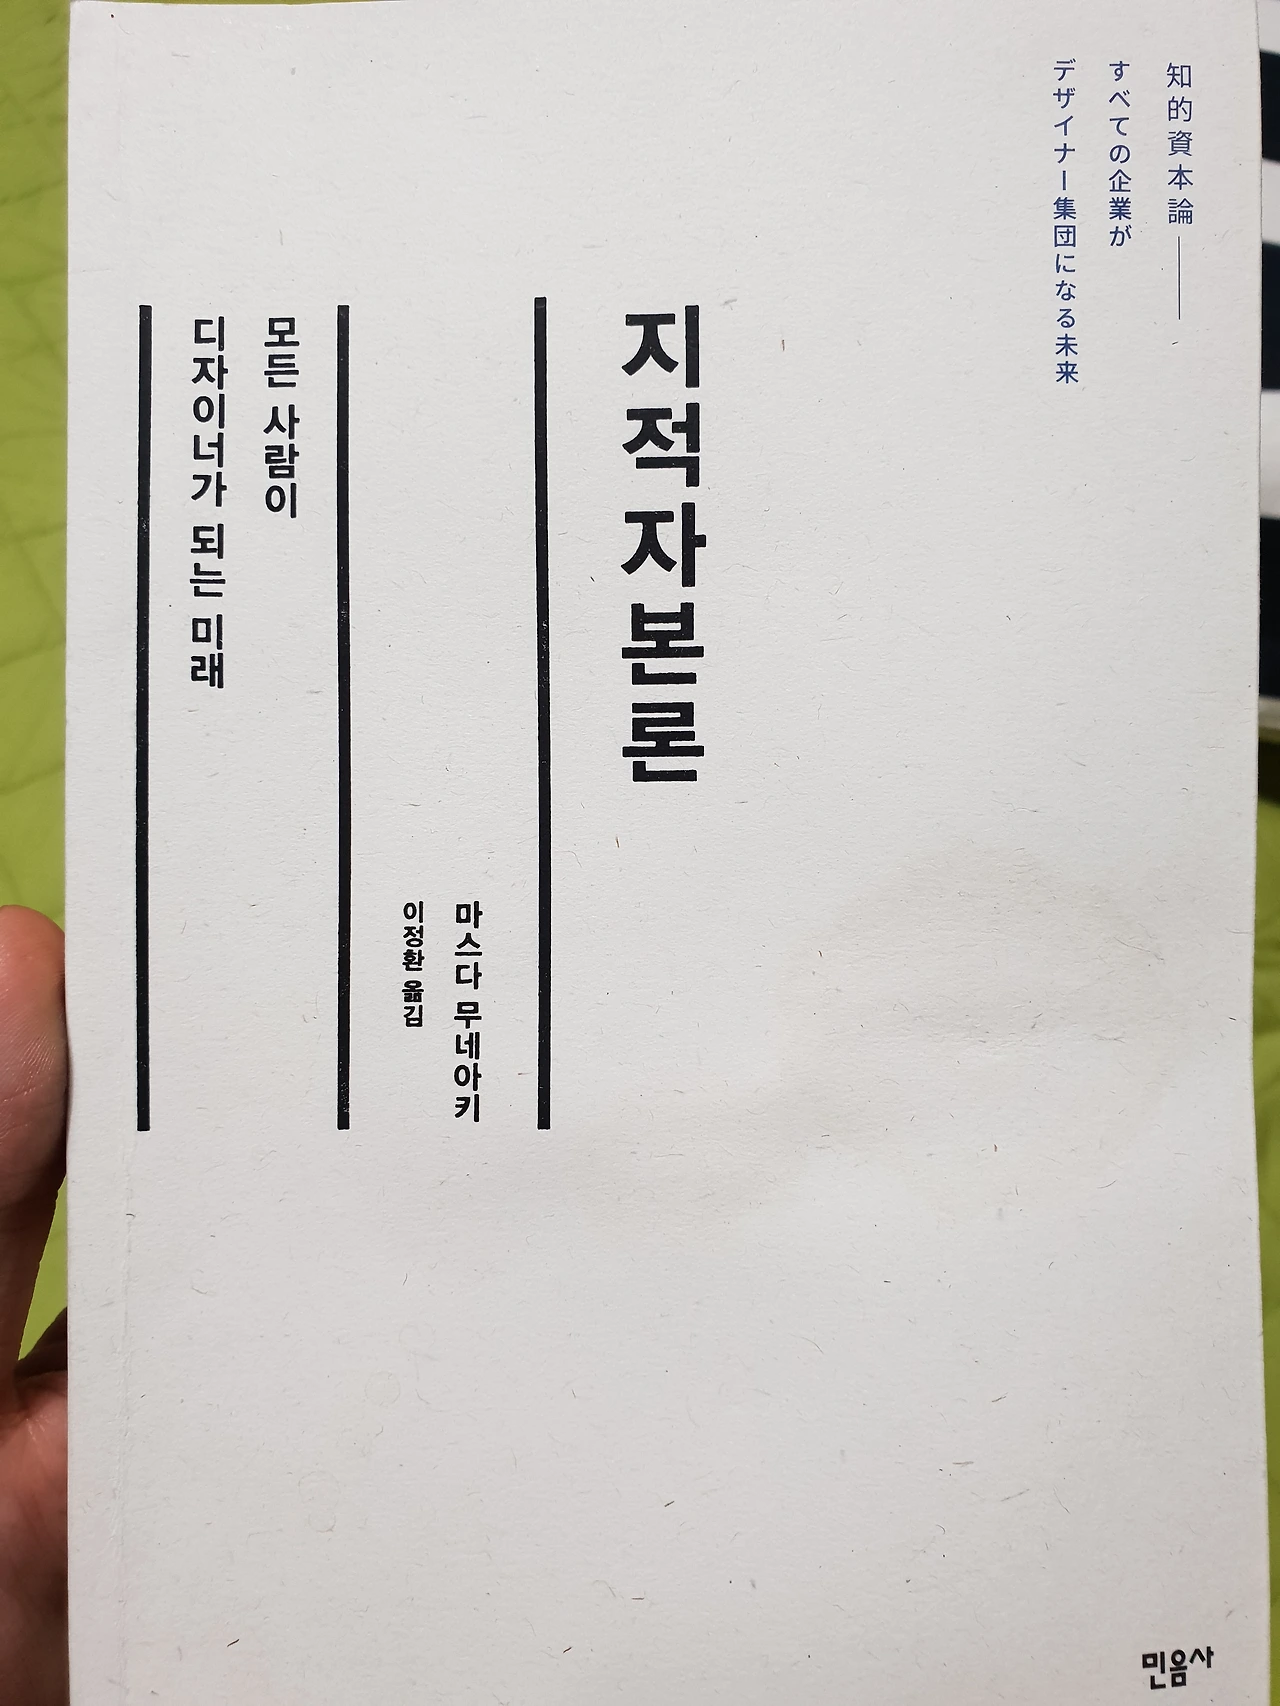 知的資本論——
すべての企業が
デザイナー集団になる未来
지적자본론
마스다 무네아키
이정환 옮김
모든 사람이
디자이너가 되는 미래
민음사